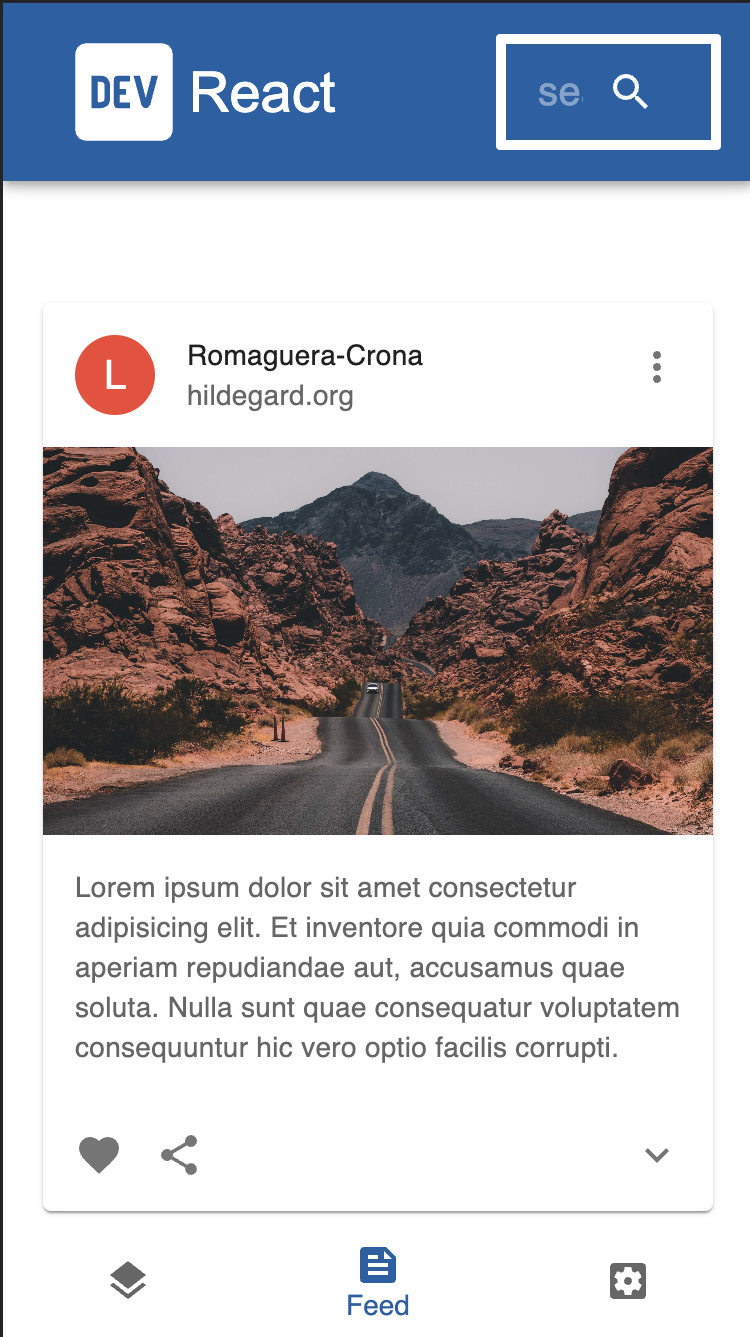 DEV React
se
L
Romaguera-Crona
hildegard.org
Lorem ipsum dolor sit amet consectetur
adipisicing elit. Et inventore quia commodi in
aperiam repudiandae aut, accusamus quae
soluta. Nulla sunt quae consequatur voluptatem
consequuntur hic vero optio facilis corrupti.
Feed